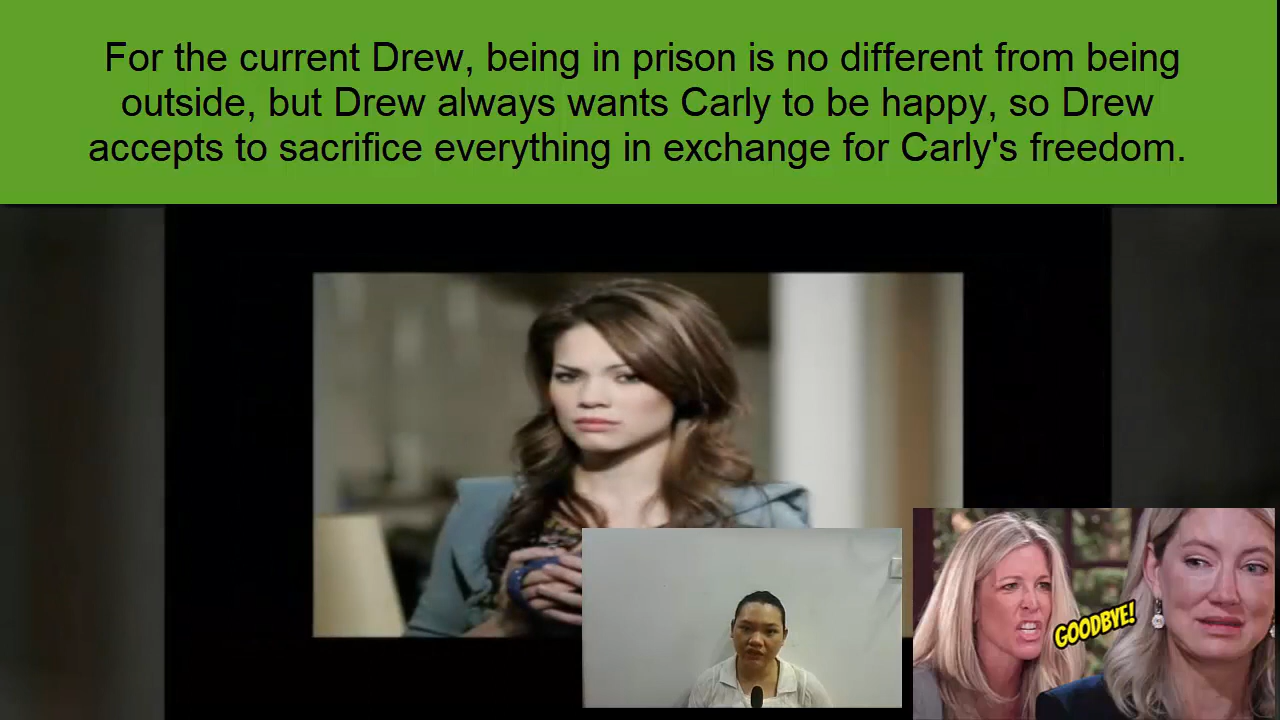 For the current Drew, being in prison is no different from being
outside, but Drew always wants Carly to be happy, so Drew
accepts to sacrifice everything in exchange for Carly's freedom.
GOODBYE!